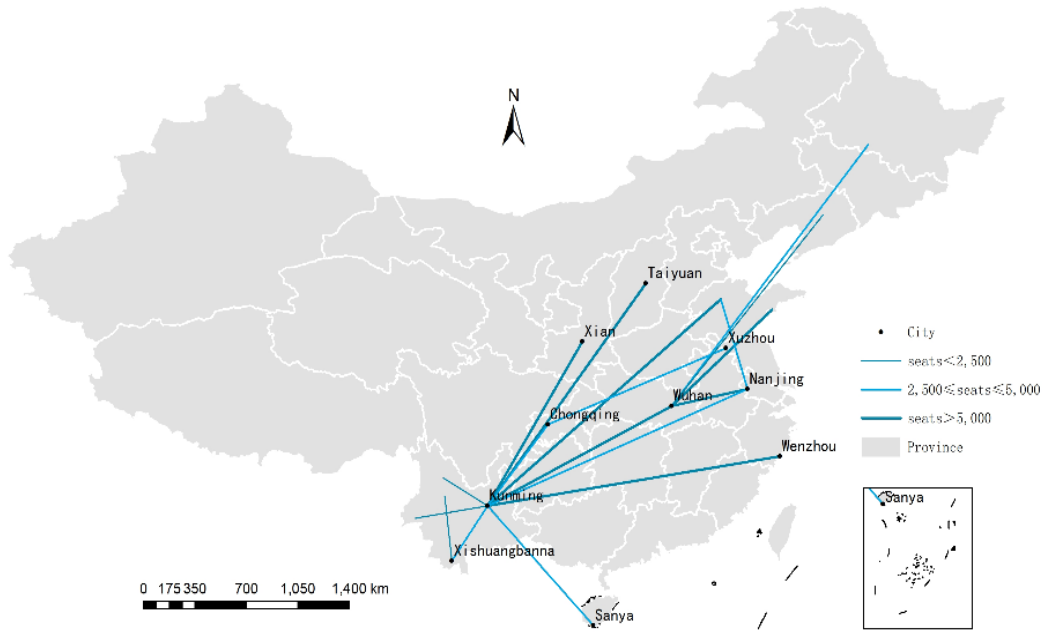 N
Taiyuan
Xian
Xuzhou
Nanjing
Wuhan
Chongqing
Wenzhou
Kunming
Xishuangbanna
Sanya
City
seats<2,500
2,500≤seats≤5,000
seats>5,000
Province
Sanya
0 175 350 700 1,050 1,400 km